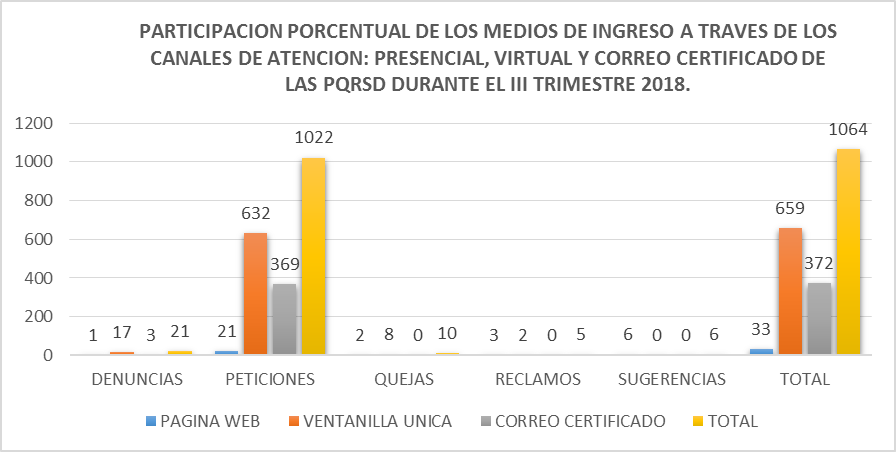 PARTICIPACION PORCENTUAL DE LOS MEDIOS DE INGRESO A TRAVES DE LOS
CANALES DE ATENCION: PRESENCIAL, VIRTUAL Y CORREO CERTIFICADO DE
LAS PQRSD DURANTE EL III TRIMESTRE 2018.
1200
1000
800
600
400
200
0
1 17 3 21
21 632 369 1022
2 8 0 10
3 2 0 5
6 0 0 6
33 659 372 1064
DENUNCIAS PETICIONES QUEJAS RECLAMOS SUGERENCIAS TOTAL
PAGINA WEB VENTANILLA UNICA CORREO CERTIFICADO TOTAL